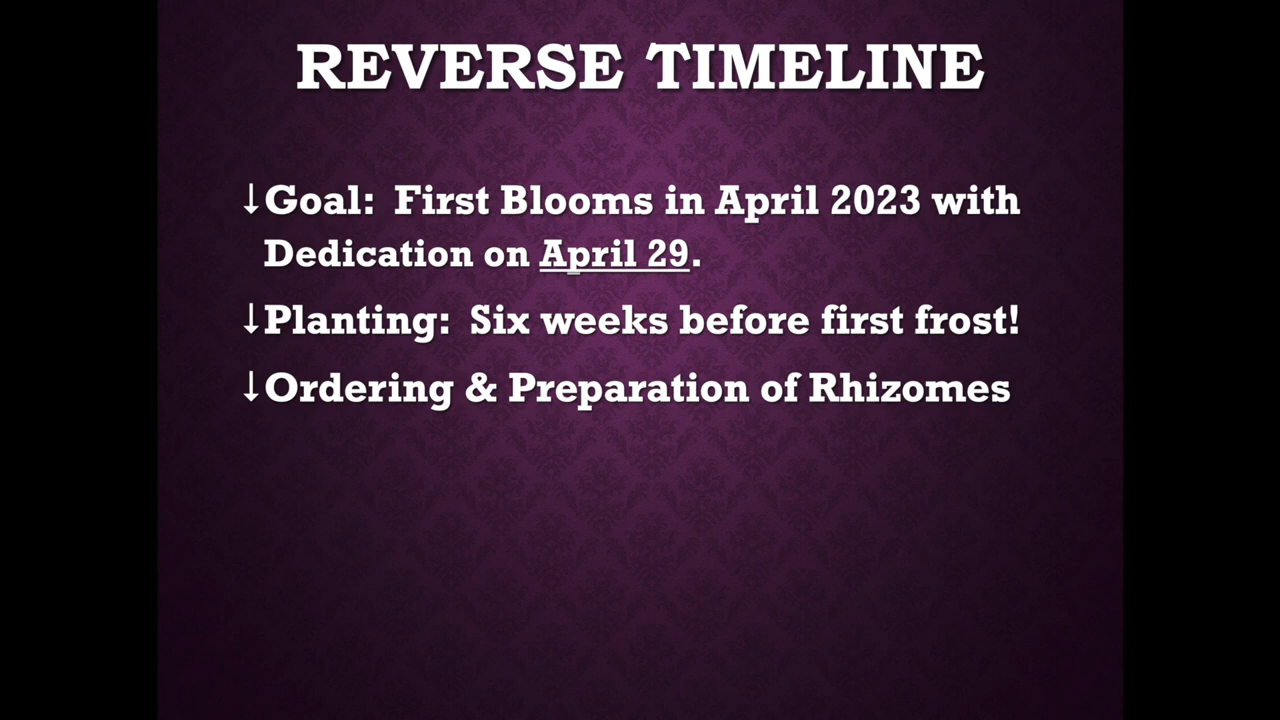 REVERSE TIMELINE
↓Goal:  First Blooms in April 2023 with
Dedication on April 29.
↓Planting:  Six weeks before first frost!
↓Ordering & Preparation of Rhizomes